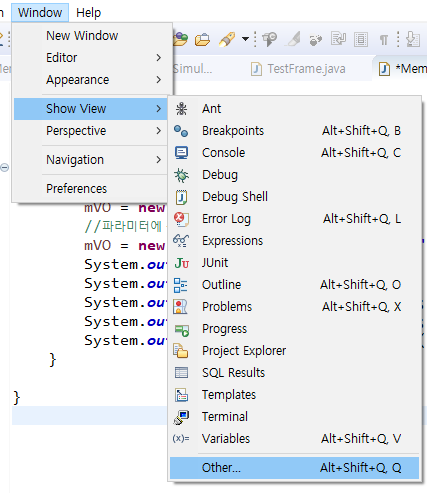 Window Help
New Window
Editor
Appearance
Show View
Perspective
Navigation
Preferences
Simul...
TestFrame.java
*Mem
Ant
Breakpoints Alt+Shift+Q, B
Console Alt+Shift+Q, C
Debug
Debug Shell
Error Log Alt+Shift+Q, L
Expressions
JUnit
Outline Alt+Shift+Q, O
Problems Alt+Shift+Q, X
Progress
Project Explorer
SQL Results
Templates
Terminal
Variables Alt+Shift+Q, V
Other... Alt+Shift+Q, Q
mVO = new
//파라미터에
mVO = new
System.out
System.out
System.out
System.out
System.out
}
}